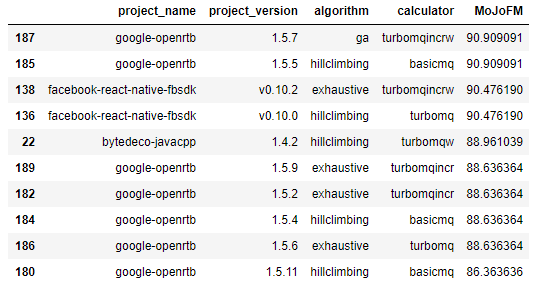 project_name project_version algorithm calculator MoJoFM
187 google-openrtb 1.5.7 ga turbomqincrw 90.909091
185 google-openrtb 1.5.5 hillclimbing basicmq 90.909091
138 facebook-react-native-fbsdk v0.10.2 exhaustive turbomqincrw 90.476190
136 facebook-react-native-fbsdk v0.10.0 hillclimbing turbomq 90.476190
22 bytedeco-javacpp 1.4.2 hillclimbing turbomqw 88.961039
189 google-openrtb 1.5.9 exhaustive turbomqincr 88.636364
182 google-openrtb 1.5.2 exhaustive turbomqincr 88.636364
184 google-openrtb 1.5.4 hillclimbing basicmq 88.636364
186 google-openrtb 1.5.6 exhaustive turbomq 88.636364
180 google-openrtb 1.5.11 hillclimbing basicmq 86.363636